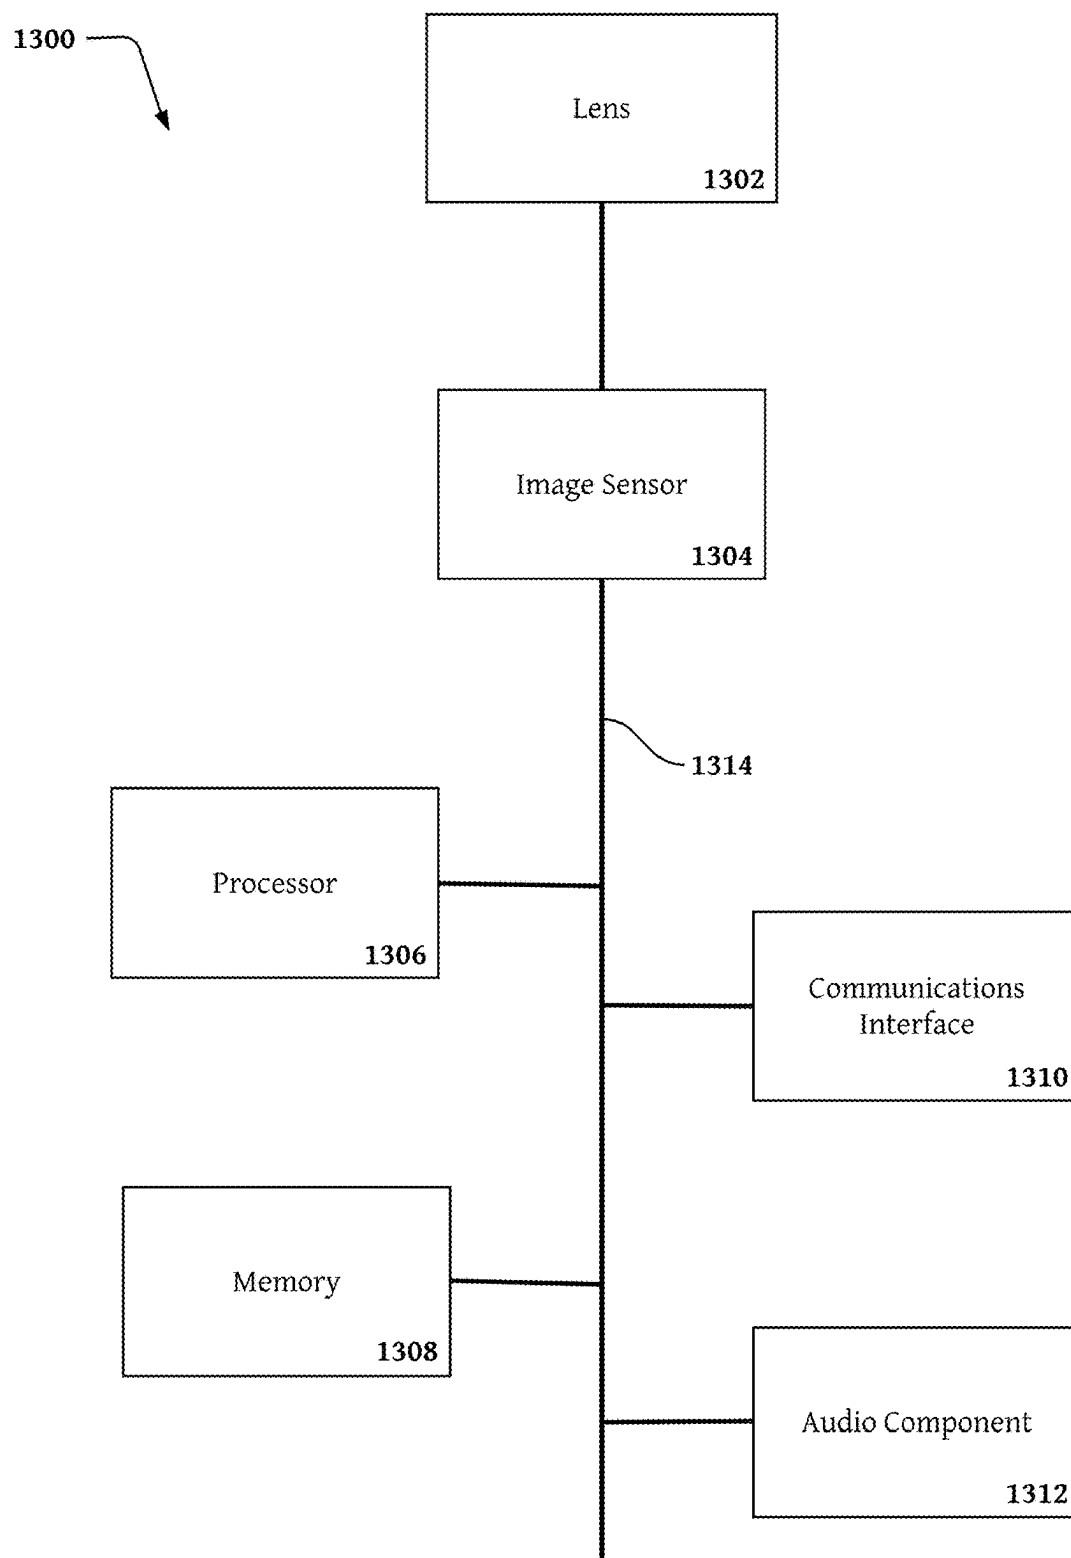 1300
Lens
1302
Image Sensor
1304
1314
Processor
1306
Communications
Interface
1310
Memory
1308
Audio Component
1312